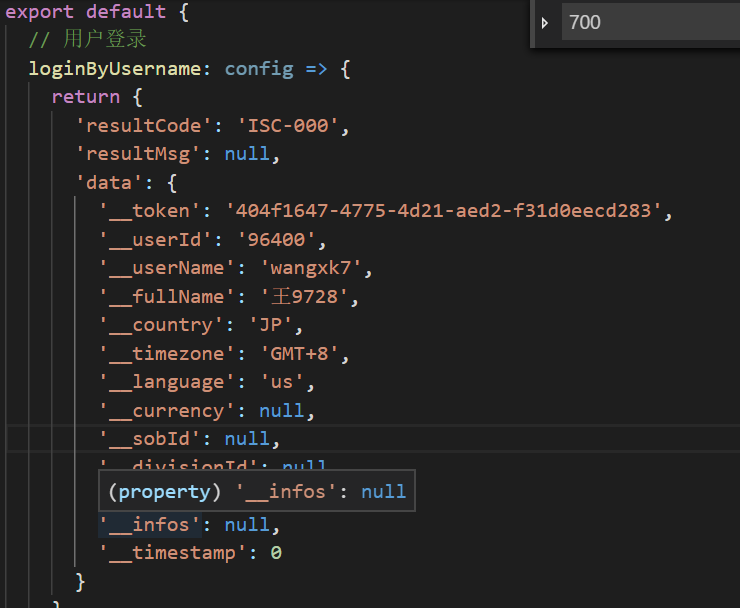 export default {
700
// 用户登录
loginByUsername: config => {
return {
'resultCode': 'ISC-000',
'resultMsg': null,
'data': {
'__token': '404f1647-4775-4d21-aed2-f31d0eecd283',
'__userId': '96400',
'__userName': 'wangxk7',
'__fullName': '王9728',
'__country': 'JP',
'__timezone': 'GMT+8',
'__language': 'us',
'__currency': null,
'__sobId': null,
'__divisionId': null
(property) '__infos': null
'__infos': null,
'__timestamp': 0
}
}